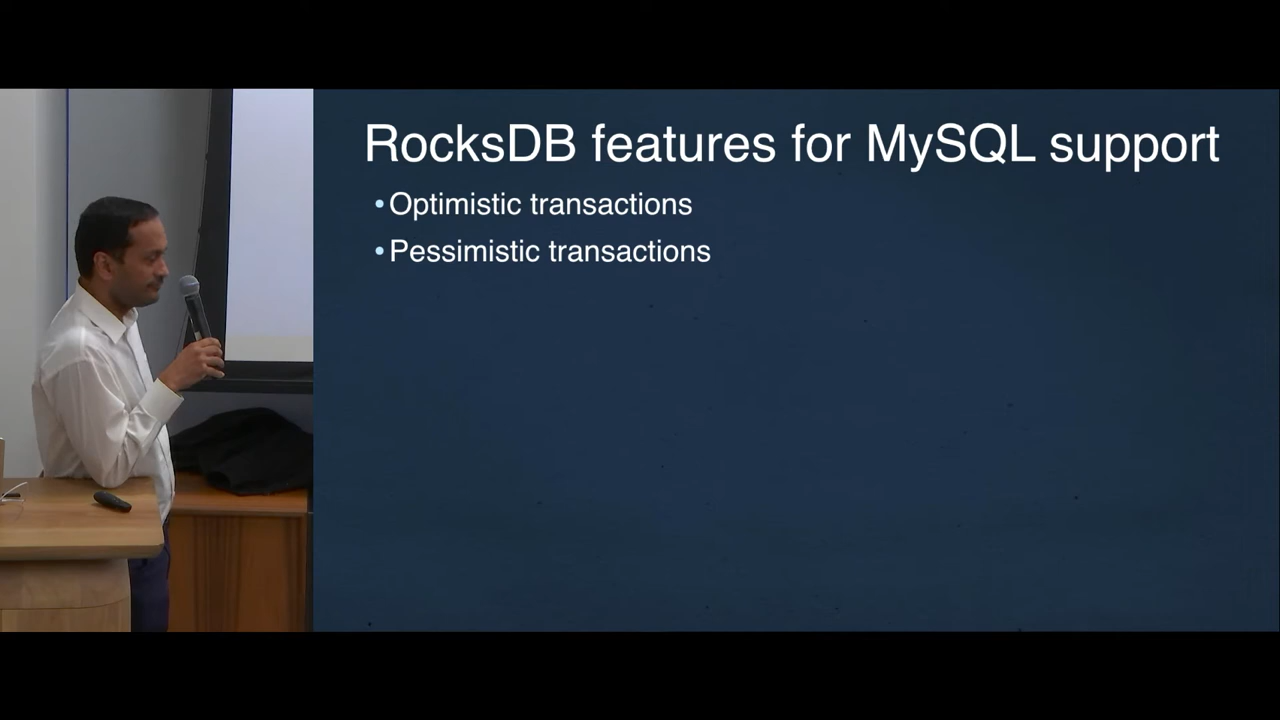 RocksDB features for MySQL support
•Optimistic transactions
•Pessimistic transactions